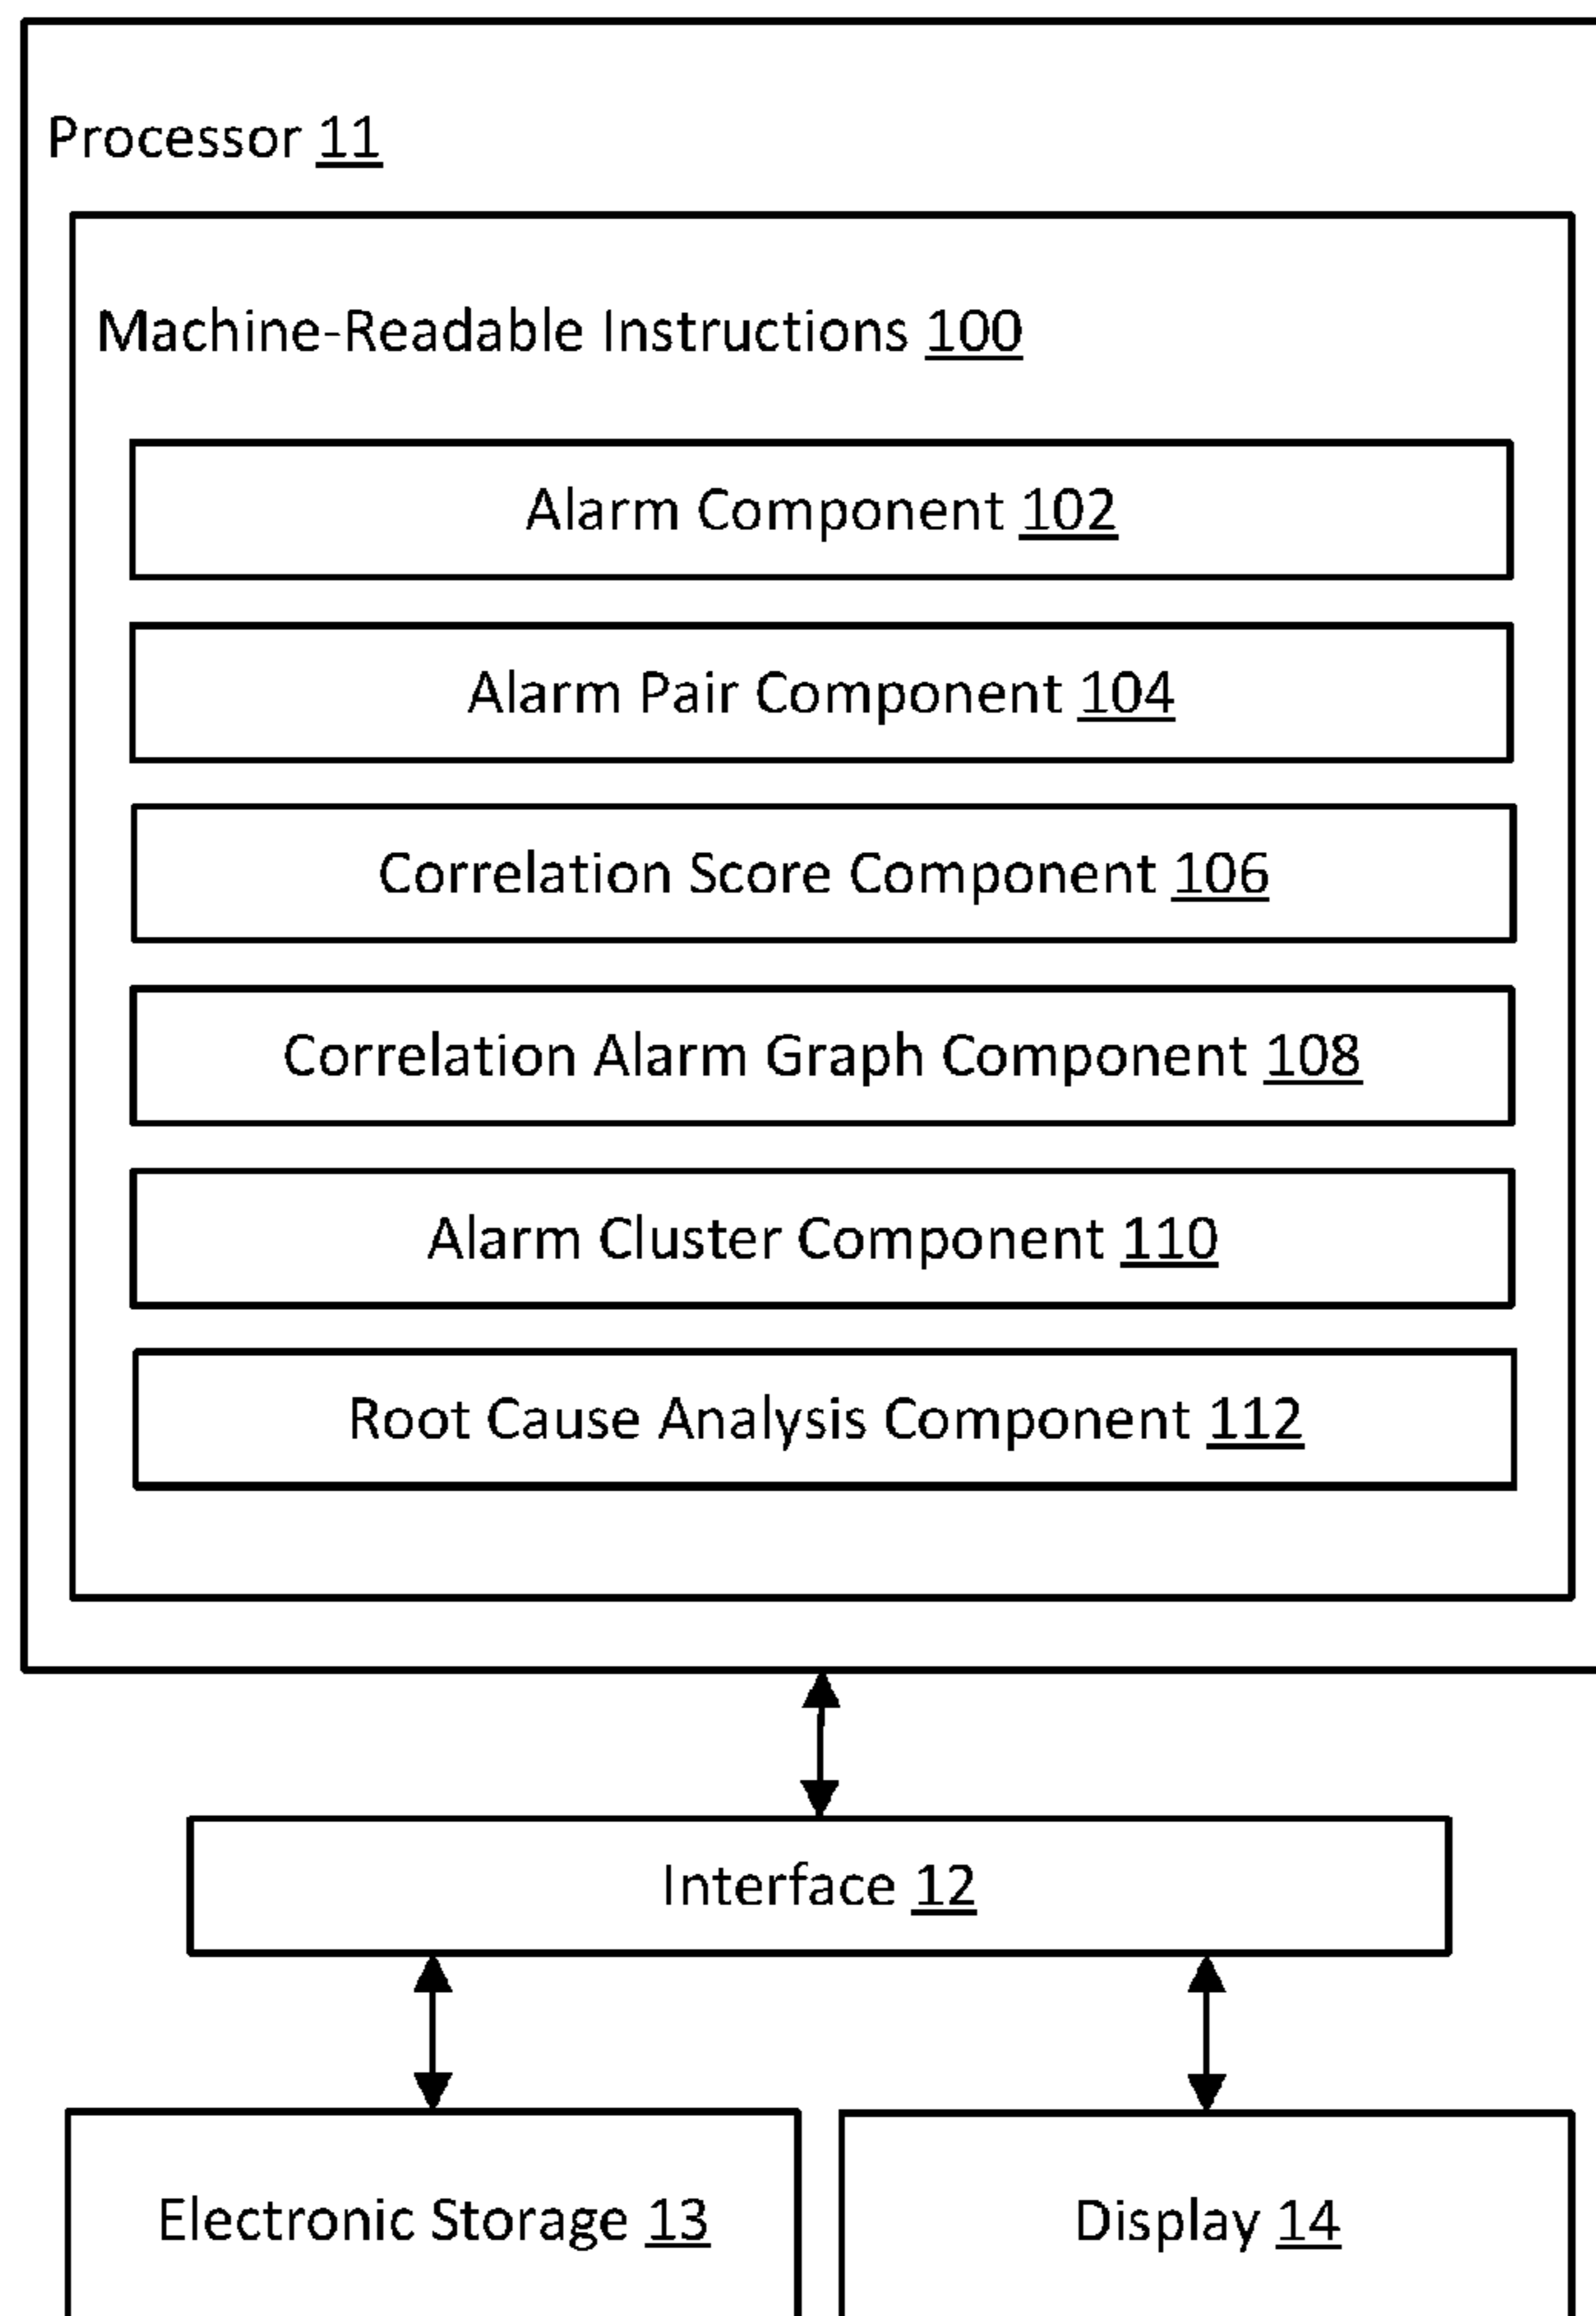 Processor 11
Machine-Readable Instructions 100
Alarm Component 102
Alarm Pair Component 104
Correlation Score Component 106
Correlation Alarm Graph Component 108
Alarm Cluster Component 110
Root Cause Analysis Component 112
Interface 12
Electronic Storage 13
Display 14